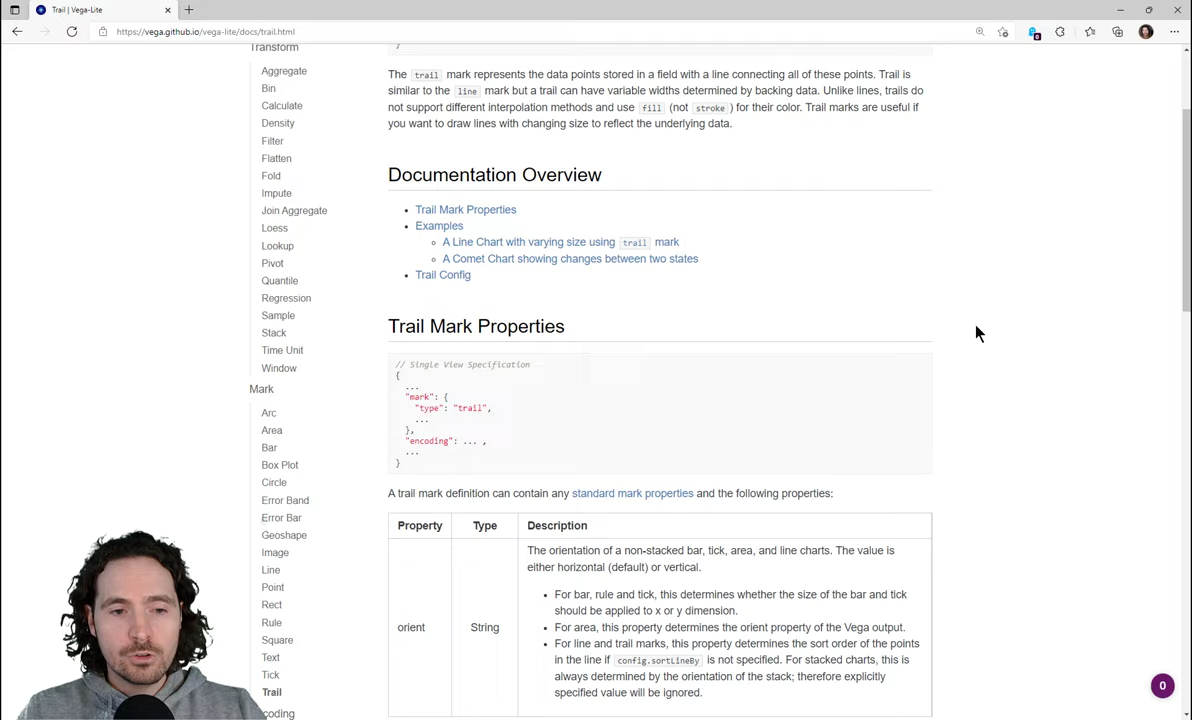 Trail | Vega-Lite
https://vega.github.io/vega-lite/docs/trail.html
0
Transform
Aggregate
Bin
Calculate
Density
Filter
Flatten
Fold
Impute
Join Aggregate
Loess
Lookup
Pivot
Quantile
Regression
Sample
Stack
Time Unit
Window
Mark
Arc
Area
Bar
Box Plot
Circle
Error Band
Error Bar
Geoshape
Image
Line
Point
Rect
Rule
Square
Text
Tick
Trail
coding
}
The trail mark represents the data points stored in a field with a line connecting all of these points. Trail is
similar to the line mark but a trail can have variable widths determined by backing data. Unlike lines, trails do
not support different interpolation methods and use fill (not stroke ) for their color. Trail marks are useful if
you want to draw lines with changing size to reflect the underlying data.
Documentation Overview
• Trail Mark Properties
• Examples
◦ A Line Chart with varying size using trail mark
◦ A Comet Chart showing changes between two states
• Trail Config
Trail Mark Properties
// Single View Specification
{
...
"mark": {
"type": "trail",
...
},
"encoding": ... ,
...
}
A trail mark definition can contain any standard mark properties and the following properties:
Property Type Description
orient String
The orientation of a non-stacked bar, tick, area, and line charts. The value is
either horizontal (default) or vertical.
• For bar, rule and tick, this determines whether the size of the bar and tick
should be applied to x or y dimension.
• For area, this property determines the orient property of the Vega output.
• For line and trail marks, this property determines the sort order of the points
in the line if config.sortLineBy is not specified. For stacked charts, this is
always determined by the orientation of the stack; therefore explicitly
specified value will be ignored.
0